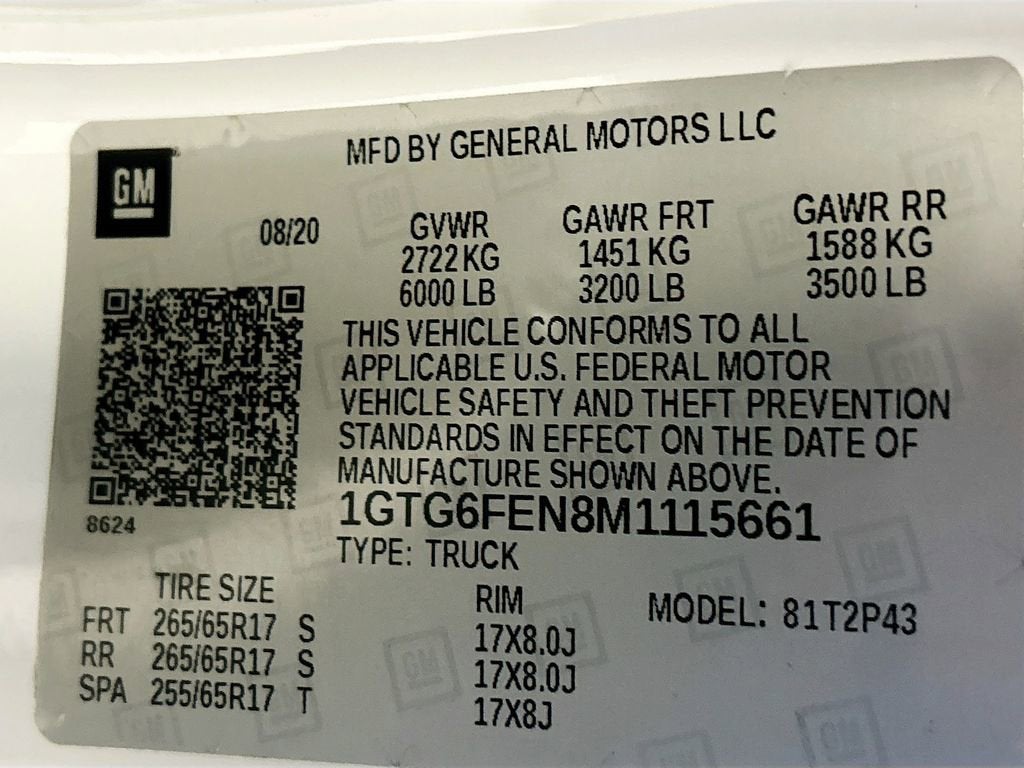 MFD BY GENERAL MOTORS LLC
GM
08/20
GVWR GAWR FRT GAWR RR
2722 KG 1451 KG 1588 KG
6000 LB 3200 LB 3500 LB
THIS VEHICLE CONFORMS TO ALL
APPLICABLE U.S. FEDERAL MOTOR
VEHICLE SAFETY AND THEFT PREVENTION
STANDARDS IN EFFECT ON THE DATE OF
MANUFACTURE SHOWN ABOVE.
8624
1GTG6FEN8M1115661
TYPE: TRUCK
TIRE SIZE RIM MODEL: 81T2P43
FRT 265/65R17 S 17X8.0J
RR 265/65R17 S 17X8.0J
SPA 255/65R17 T 17X8J